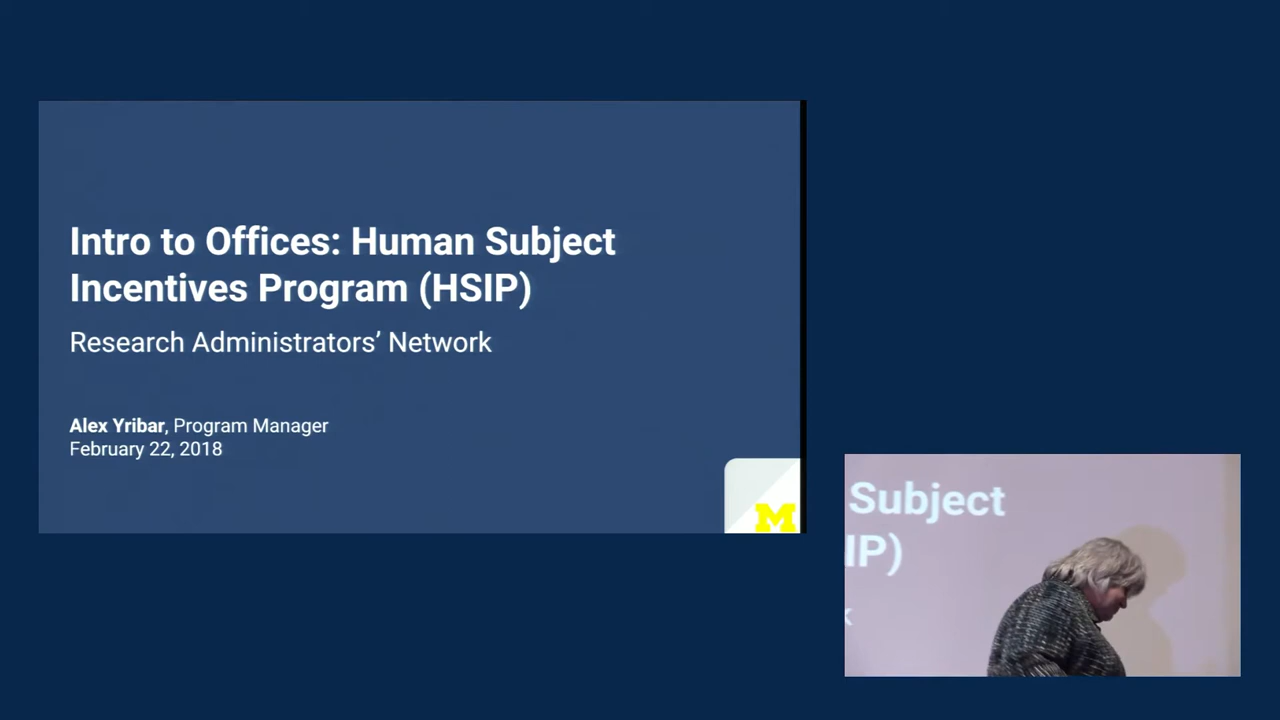 Intro to Offices: Human Subject
Incentives Program (HSIP)
Research Administrators’ Network
Alex Yribar, Program Manager
February 22, 2018
M
Subject
IP)
k